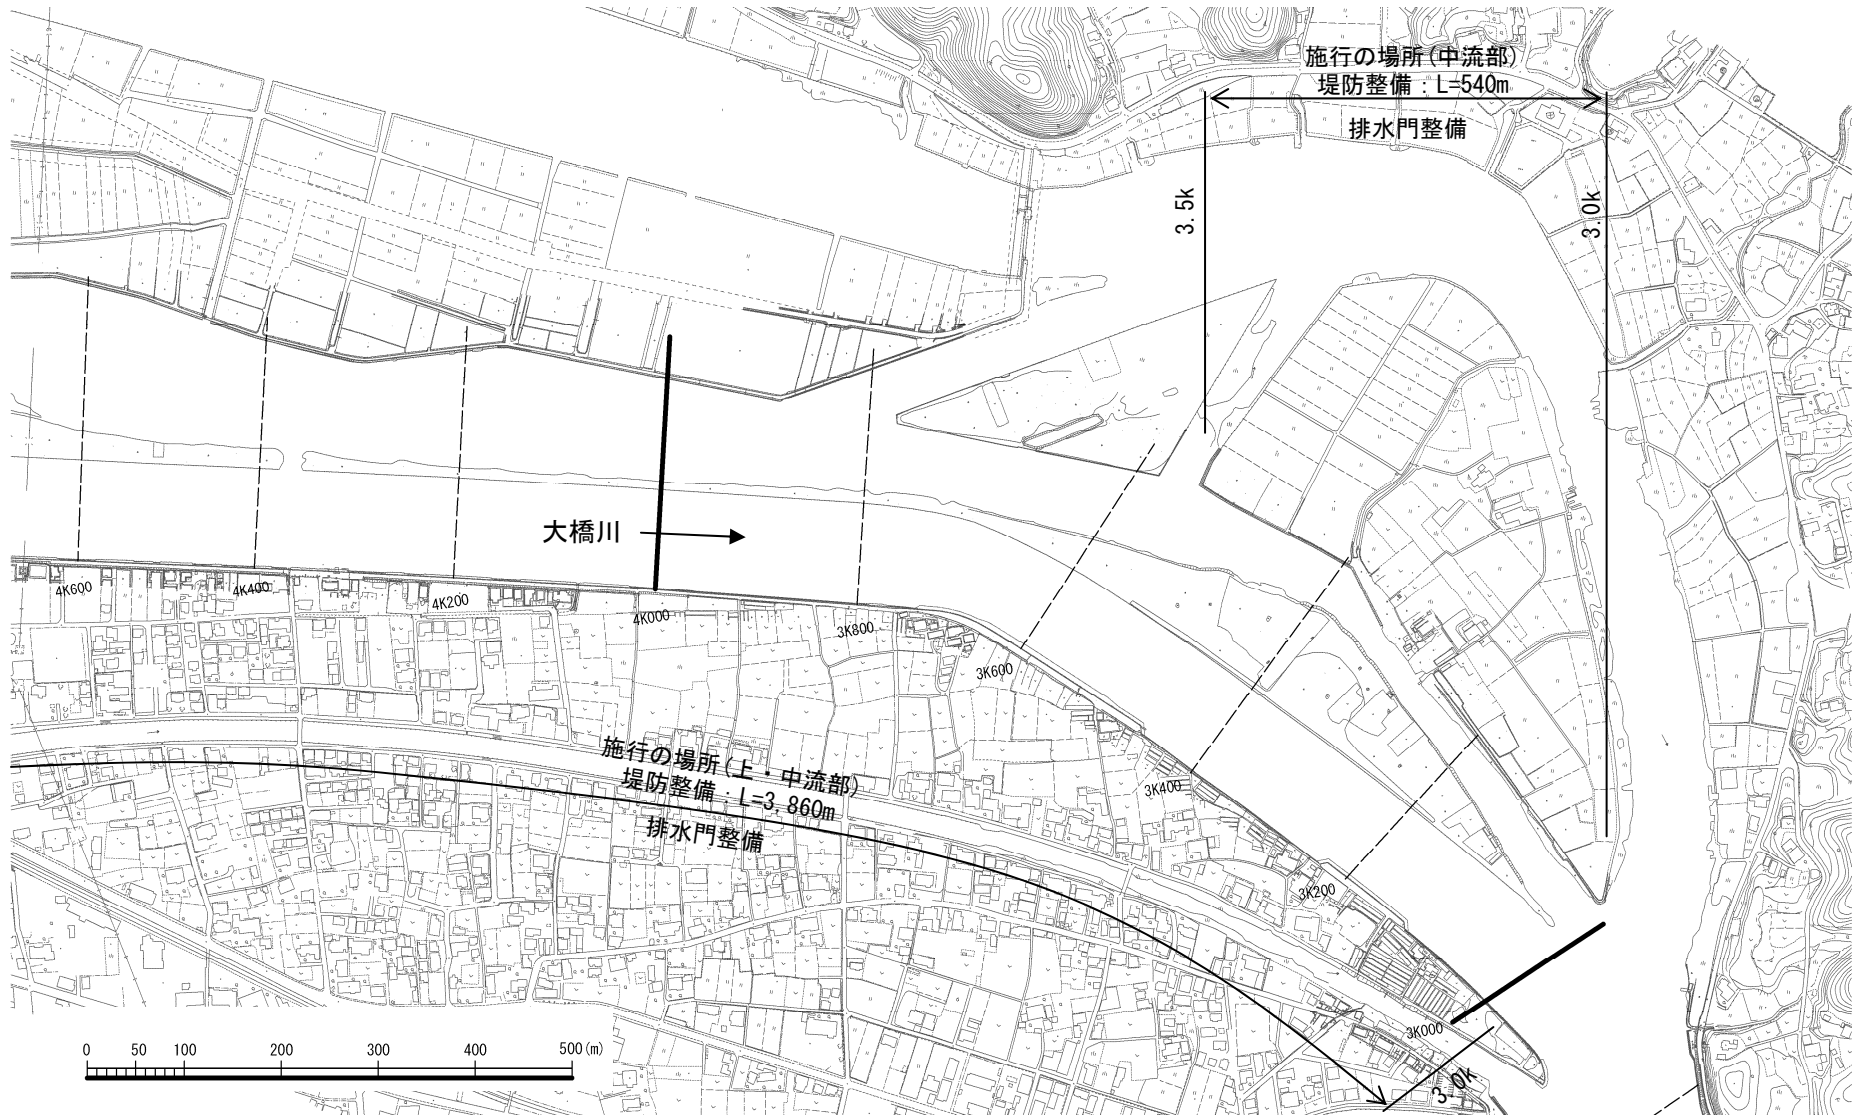 施行の場所(中流部)
堤防整備：L=540m
排水門整備
3.5k
3.0k
大橋川
4K600
4K400
4K200
4K000
3K800
3K600
3K400
3K200
3K000
施行の場所(上・中流部)
堤防整備：L=3,860m
排水門整備
3.0k
0 50 100 200 300 400 500(m)